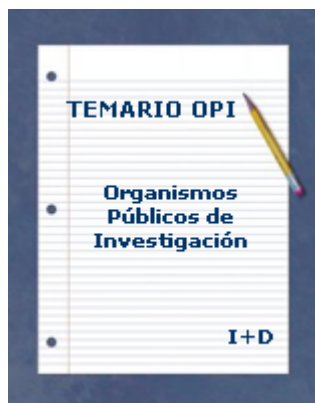 TEMARIO OPI
Organismos
Públicos de
Investigación
I+D